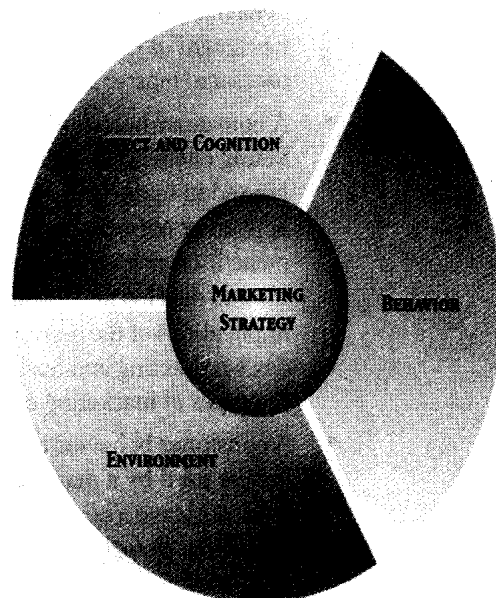 AND COGNITION
MARKETING
STRATEGY
BEHAVIOR
ENVIRONMENT